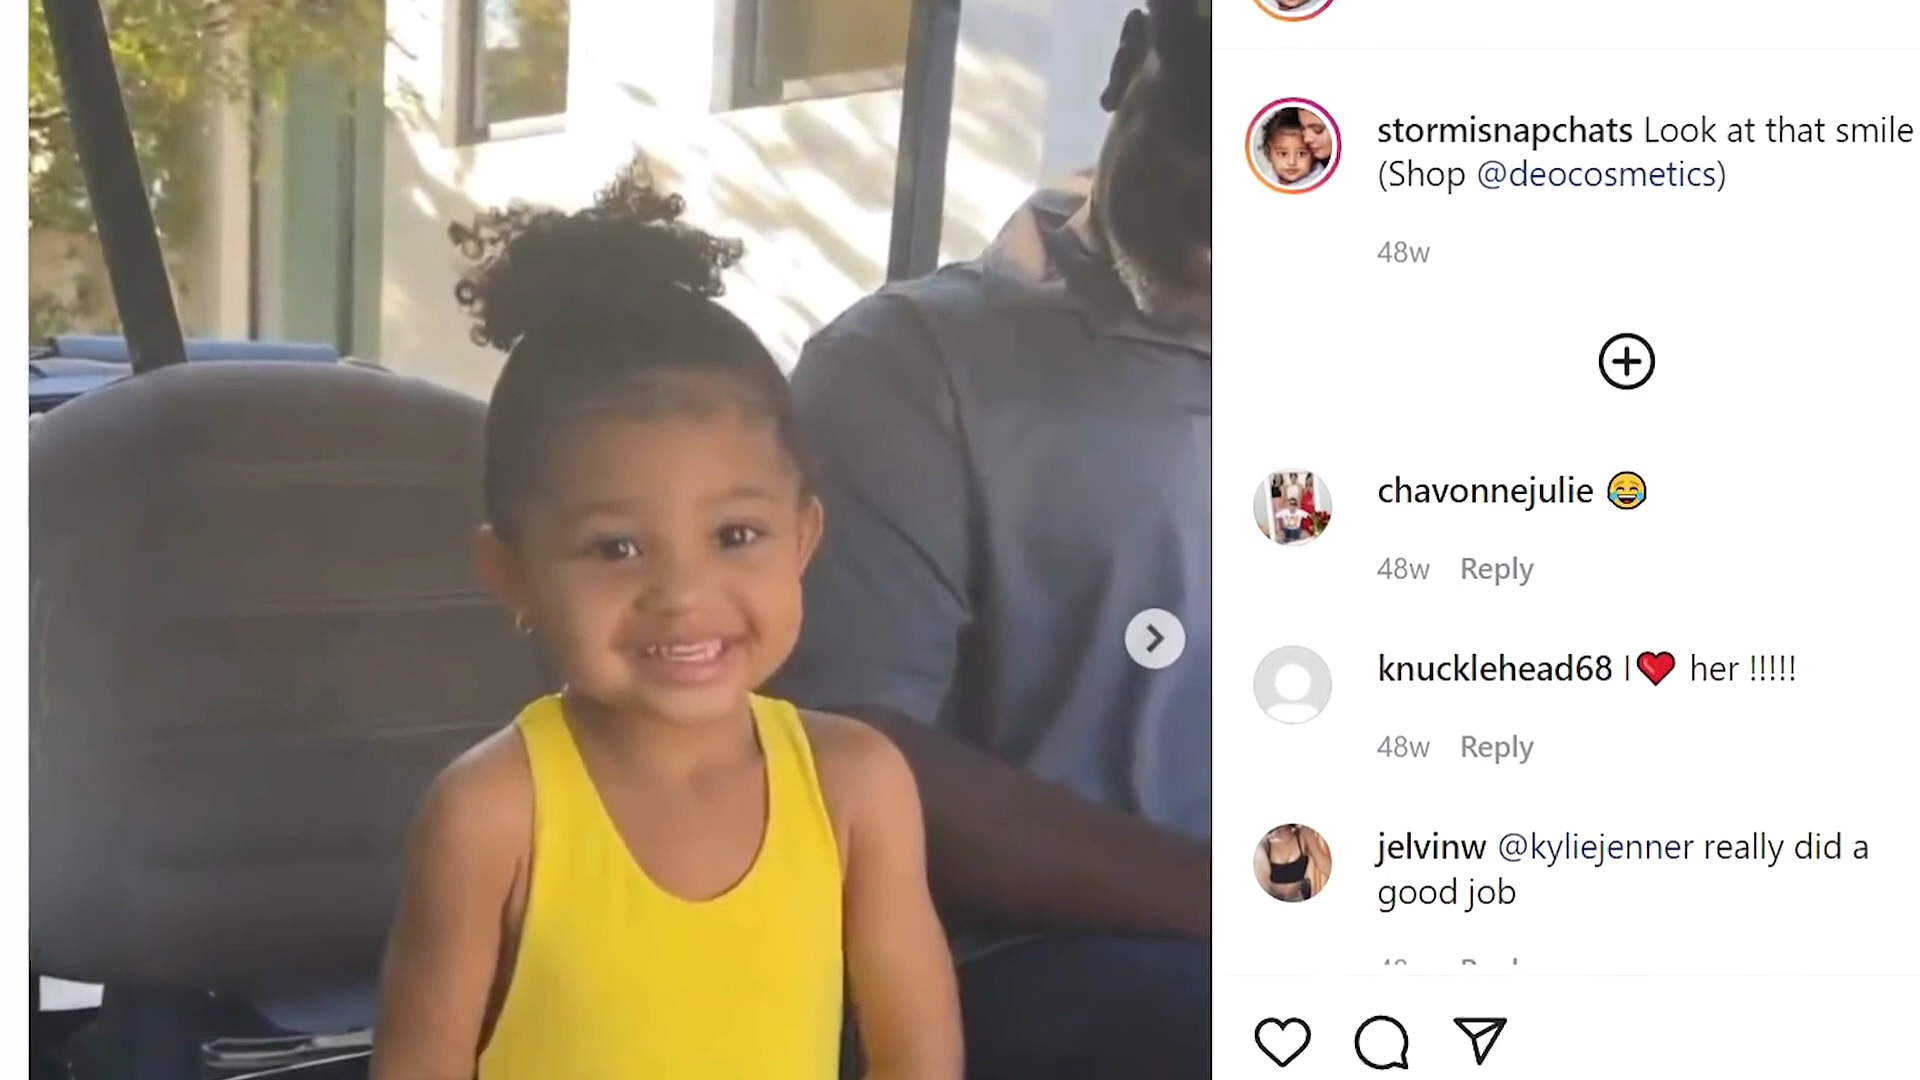 stormisnapchats Look at that smile
(Shop @deocosmetics)
48w
chavonnejulie 😂
48w Reply
knucklehead68 I❤️ her !!!!!
48w Reply
jelvinw @kyliejenner really did a
good job